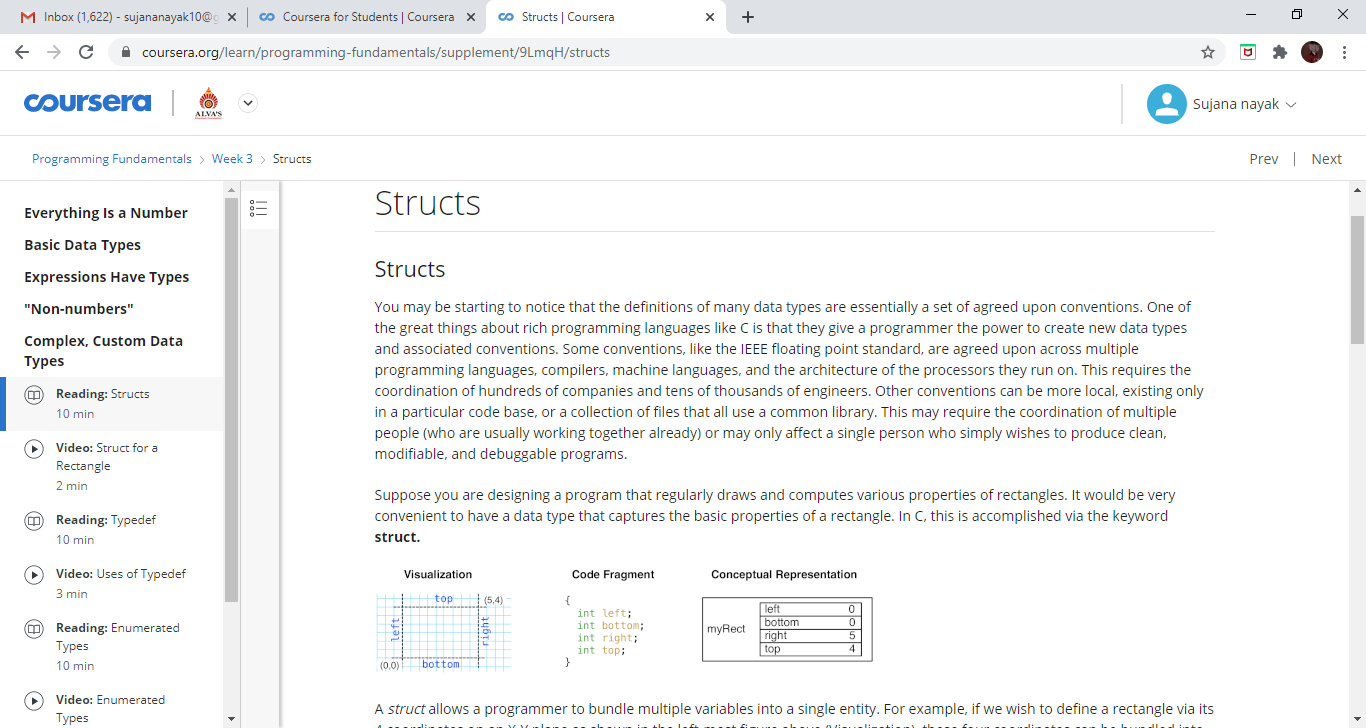 Inbox (1,622) - sujananayak10@g
Coursera for Students | Coursera
Structs | Coursera
coursera.org/learn/programming-fundamentals/supplement/9LmqH/structs
coursera
ALVA'S
Sujana nayak
Programming Fundamentals > Week 3 > Structs
Prev | Next
Everything Is a Number
Basic Data Types
Expressions Have Types
"Non-numbers"
Complex, Custom Data
Types
Reading: Structs
10 min
Video: Struct for a
Rectangle
2 min
Reading: Typedef
10 min
Video: Uses of Typedef
3 min
Reading: Enumerated
Types
10 min
Video: Enumerated
Types
Structs
Structs
You may be starting to notice that the definitions of many data types are essentially a set of agreed upon conventions. One of
the great things about rich programming languages like C is that they give a programmer the power to create new data types
and associated conventions. Some conventions, like the IEEE floating point standard, are agreed upon across multiple
programming languages, compilers, machine languages, and the architecture of the processors they run on. This requires the
coordination of hundreds of companies and tens of thousands of engineers. Other conventions can be more local, existing only
in a particular code base, or a collection of files that all use a common library. This may require the coordination of multiple
people (who are usually working together already) or may only affect a single person who simply wishes to produce clean,
modifiable, and debuggable programs.
Suppose you are designing a program that regularly draws and computes various properties of rectangles. It would be very
convenient to have a data type that captures the basic properties of a rectangle. In C, this is accomplished via the keyword
struct.
Visualization
top
(5,4)
left
right
(0,0)
bottom
Code Fragment
{
int left;
int bottom;
int right;
int top;
}
Conceptual Representation
myRect
left 0
bottom 0
right 5
top 4
A struct allows a programmer to bundle multiple variables into a single entity. For example, if we wish to define a rectangle via its